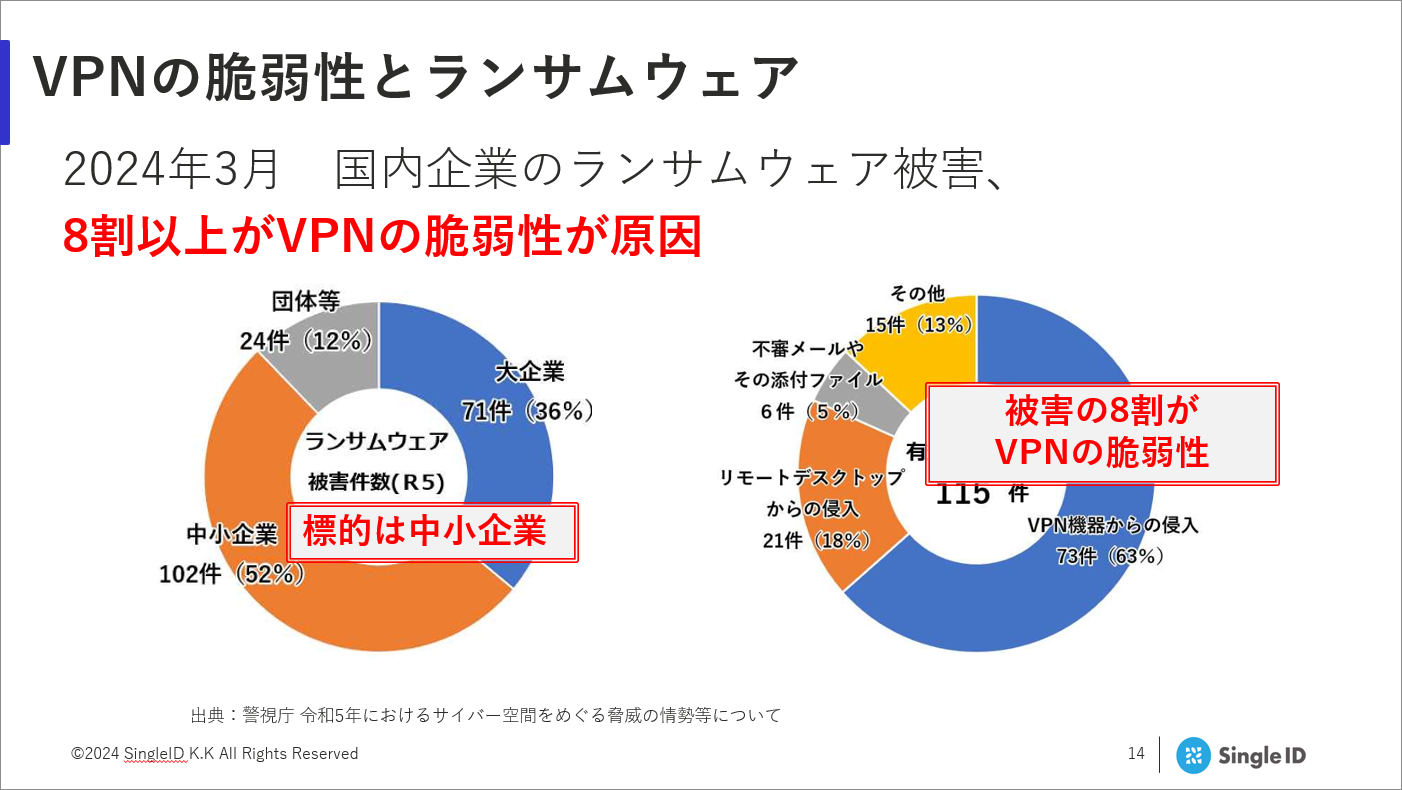 VPNの脆弱性とランサムウェア
2024年3月　国内企業のランサムウェア被害、
8割以上がVPNの脆弱性が原因
団体等
24件（12%）
大企業
71件（36%）
ランサムウェア
被害件数(R5)
標的は中小企業
中小企業
102件（52%）
その他
15件（13%）
不審メールや
その添付ファイル
6件（5%）
被害の8割が
VPNの脆弱性
有
115 件
リモートデスクトップ
からの侵入
21件（18%）
VPN機器からの侵入
73件（63%）
出典：警視庁 令和5年におけるサイバー空間をめぐる脅威の情勢等について
©2024 SingleID K.K All Rights Reserved
14
Single ID